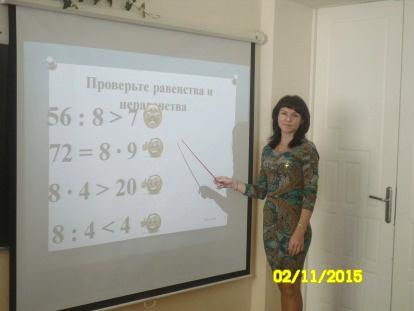 Проверьте равенства и
неравенства
56 : 8 > 7
72 = 8 · 9
8 · 4 > 20
8 : 4 < 4
02/11/2015